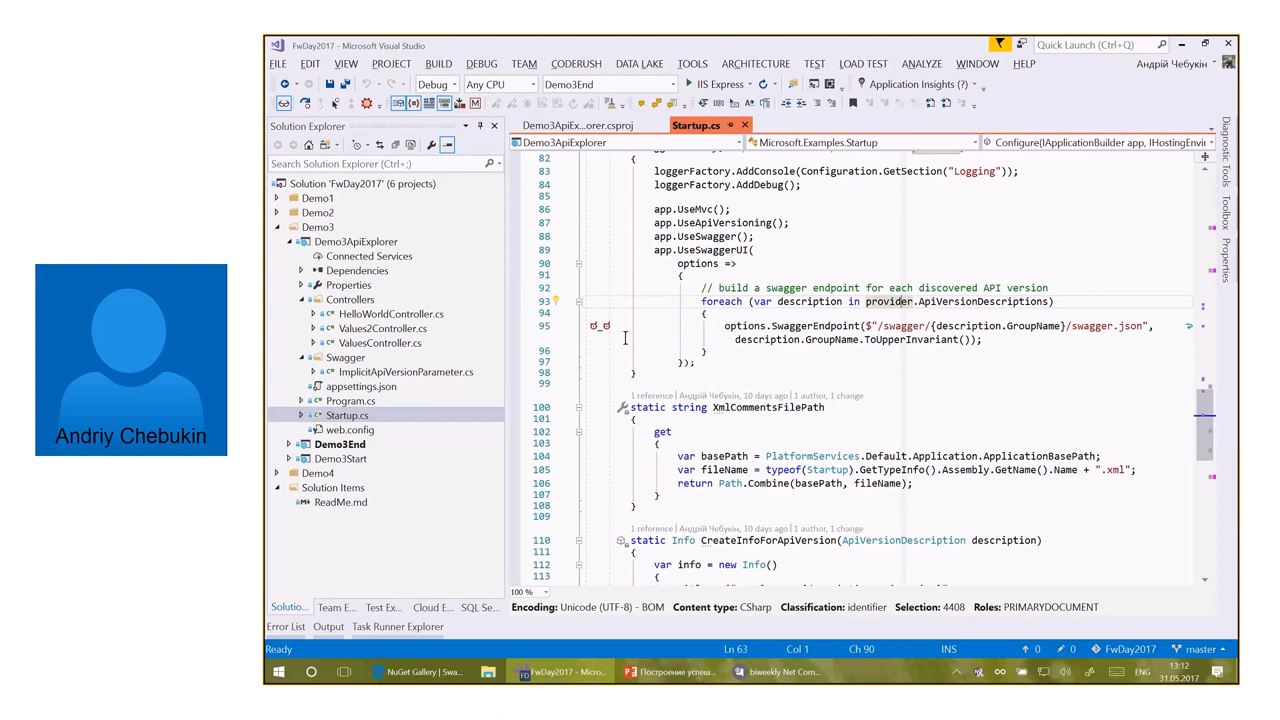 Andriy Chebukin
FwDay2017 - Microsoft Visual Studio
Quick Launch (Ctrl+Q)
FILE EDIT VIEW PROJECT BUILD DEBUG TEAM CODERUSH DATA LAKE TOOLS ARCHITECTURE TEST LOAD TEST ANALYZE WINDOW HELP
Андрій Чебукін
Debug Any CPU Demo3End IIS Express Application Insights (?)
Solution Explorer
Search Solution Explorer (Ctrl+;)
Solution 'FwDay2017' (6 projects)
Demo1
Demo2
Demo3
Demo3ApiExplorer
Connected Services
Dependencies
Properties
Controllers
HelloWorldController.cs
Values2Controller.cs
ValuesController.cs
Swagger
ImplicitApiVersionParameter.cs
appsettings.json
Program.cs
Startup.cs
web.config
Demo3End
Demo3Start
Demo4
Solution Items
ReadMe.md
Solutio... Team E... Test Ex... Cloud E... SQL Se...
Demo3ApiEx...orer.csproj Startup.cs
Demo3ApiExplorer Microsoft.Examples.Startup Configure(IApplicationBuilder app, IHostingEnvir
82 {
83 loggerFactory.AddConsole(Configuration.GetSection("Logging"));
84 loggerFactory.AddDebug();
85
86 app.UseMvc();
87 app.UseApiVersioning();
88 app.UseSwagger();
89 app.UseSwaggerUI(
90 options =>
91 {
92 // build a swagger endpoint for each discovered API version
93 foreach (var description in provider.ApiVersionDescriptions)
94 {
95 ಠ_ಠ options.SwaggerEndpoint($"/swagger/{description.GroupName}/swagger.json",
description.GroupName.ToUpperInvariant());
96 }
97 });
98 }
99
1 reference | Андрій Чебукін, 10 days ago | 1 author, 1 change
100 static string XmlCommentsFilePath
101 {
102 get
103 {
104 var basePath = PlatformServices.Default.Application.ApplicationBasePath;
105 var fileName = typeof(Startup).GetTypeInfo().Assembly.GetName().Name + ".xml";
106 return Path.Combine(basePath, fileName);
107 }
108 }
109
1 reference | Андрій Чебукін, 10 days ago | 1 author, 1 change
110 static Info CreateInfoForApiVersion(ApiVersionDescription description)
111 {
112 var info = new Info()
113 {
100 %
Encoding: Unicode (UTF-8) - BOM Content type: CSharp Classification: identifier Selection: 4408 Roles: PRIMARYDOCUMENT
Diagnostic Tools
Toolbox
Properties
Error List Output Task Runner Explorer
Ready Ln 63 Col 1 Ch 90 INS 0 0 FwDay2017 master
NuGet Gallery | Swa... FwDay2017 - Micro... Построение успеш... biweekly Net Com...
ENG
13:12
31.05.2017